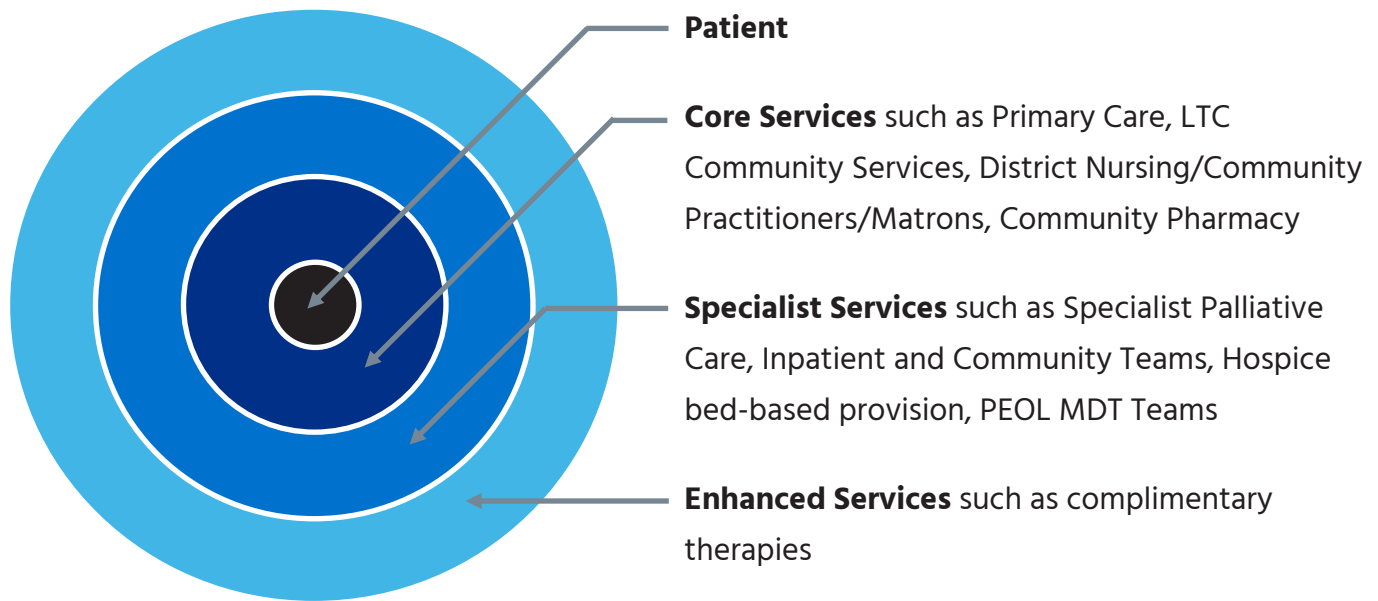 Patient
Core Services such as Primary Care, LTC
Community Services, District Nursing/Community
Practitioners/Matrons, Community Pharmacy
Specialist Services such as Specialist Palliative
Care, Inpatient and Community Teams, Hospice
bed-based provision, PEOL MDT Teams
Enhanced Services such as complimentary
therapies